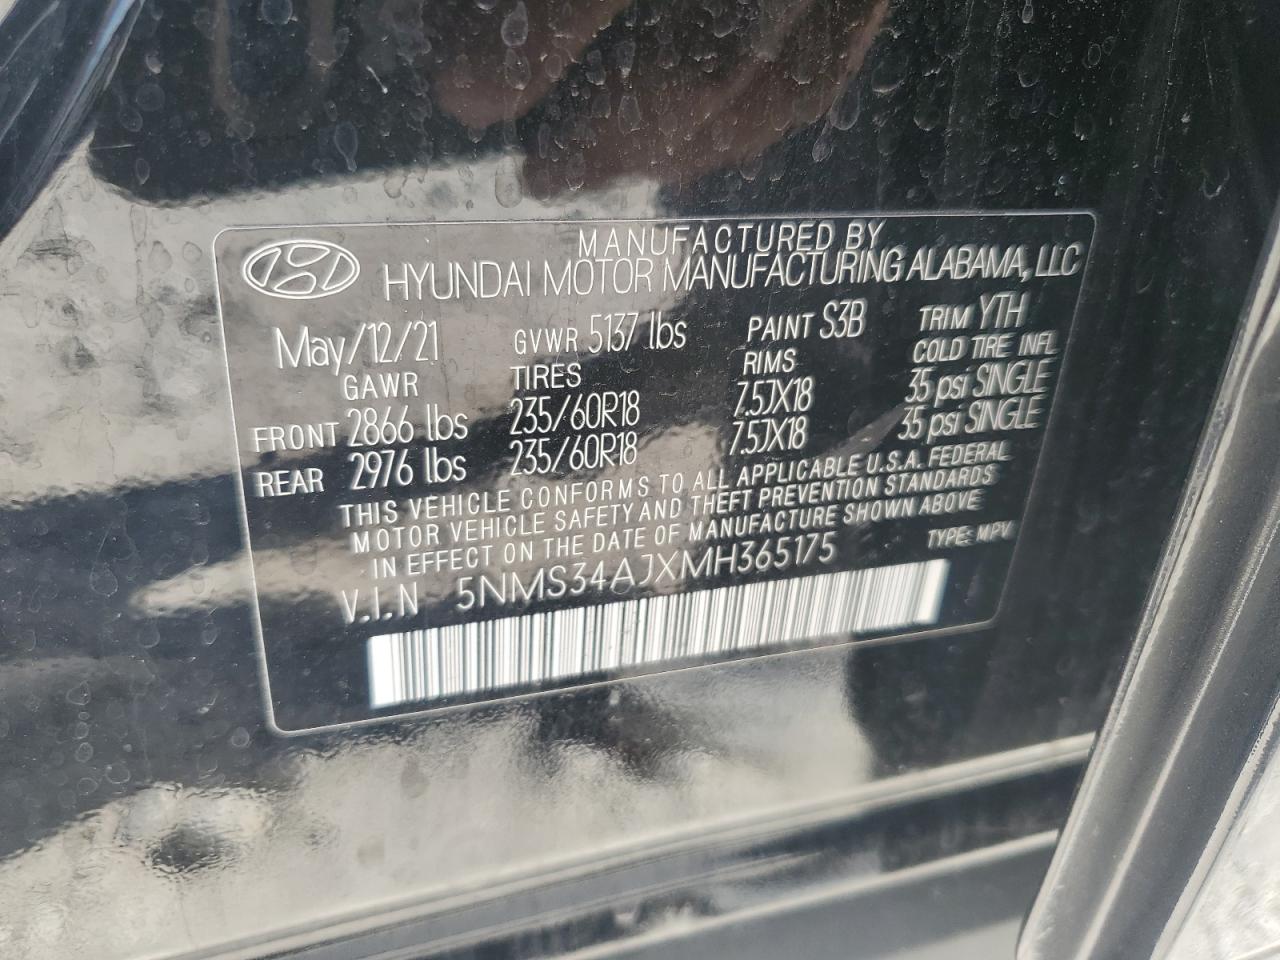 MANUFACTURED BY
HYUNDAI MOTOR MANUFACTURING ALABAMA, LLC
May/12/21 GVWR 5137 lbs PAINT S3B TRIM YTH
GAWR TIRES RIMS COLD TIRE INFL
FRONT 2866 lbs 235/60R18 7.5JX18 35 psi SINGLE
REAR 2976 lbs 235/60R18 7.5JX18 35 psi SINGLE
THIS VEHICLE CONFORMS TO ALL APPLICABLE U.S.A. FEDERAL
MOTOR VEHICLE SAFETY AND THEFT PREVENTION STANDARDS
IN EFFECT ON THE DATE OF MANUFACTURE SHOWN ABOVE
V.I.N 5NMS34AJXMH365175 TYPE: MPV